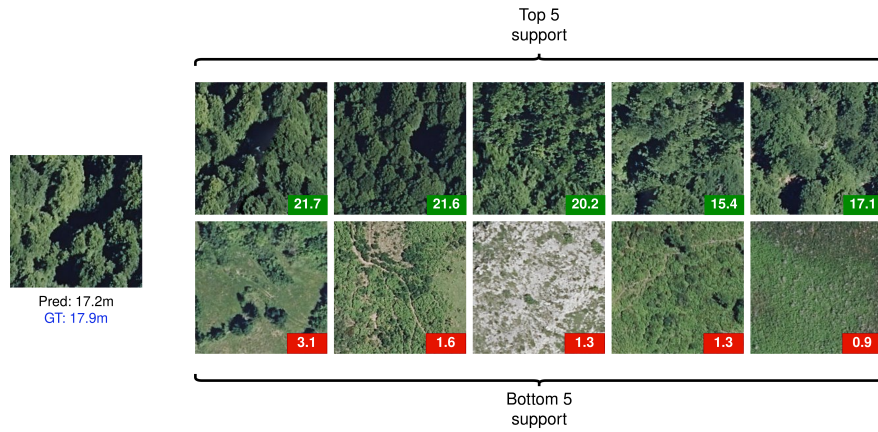 Top 5
support
21.7
21.6
20.2
15.4
17.1
Pred: 17.2m
GT: 17.9m
3.1
1.6
1.3
1.3
0.9
Bottom 5
support